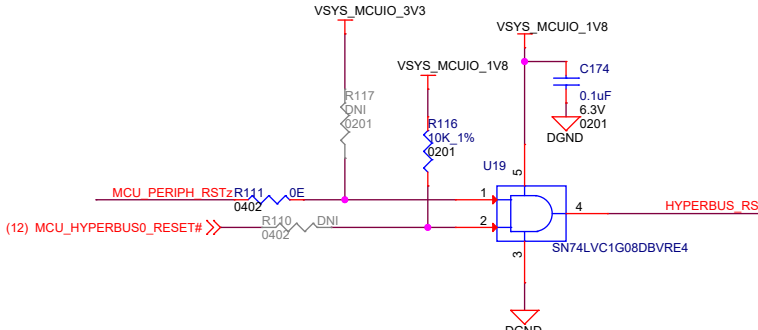 VSYS_MCUIO_3V3
VSYS_MCUIO_1V8
VSYS_MCUIO_1V8
C174
0.1uF
6.3V
0201
DGND
R117
DNI
0201
R116
10K_1%
0201
U19
5
MCU_PERIPH_RSTz
R111
0E
0402
1
4
HYPERBUS_RS
(12) MCU_HYPERBUS0_RESET#
R110
DNI
0402
2
SN74LVC1G08DBVRE4
3
DGND